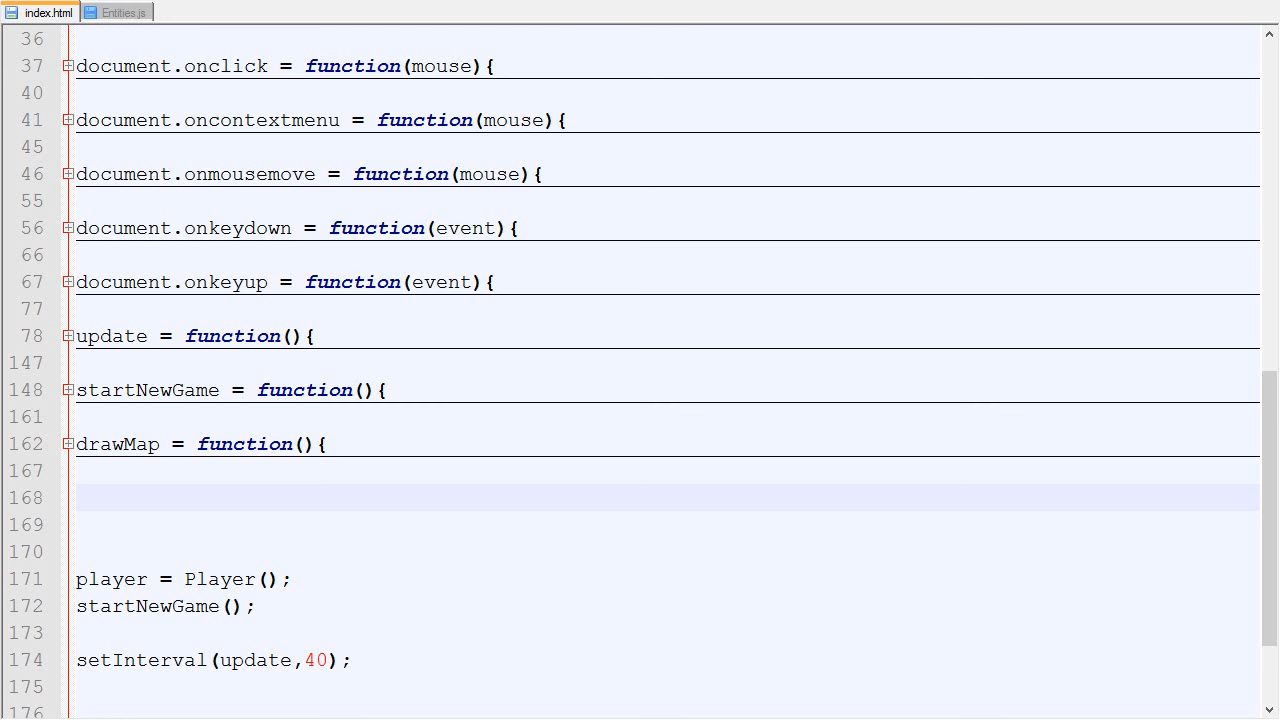 index.html Entities.js
36
37 document.onclick = function(mouse){
40
41 document.oncontextmenu = function(mouse){
45
46 document.onmousemove = function(mouse){
55
56 document.onkeydown = function(event){
66
67 document.onkeyup = function(event){
77
78 update = function(){
147
148 startNewGame = function(){
161
162 drawMap = function(){
167
168
169
170
171 player = Player();
172 startNewGame();
173
174 setInterval(update,40);
175
176